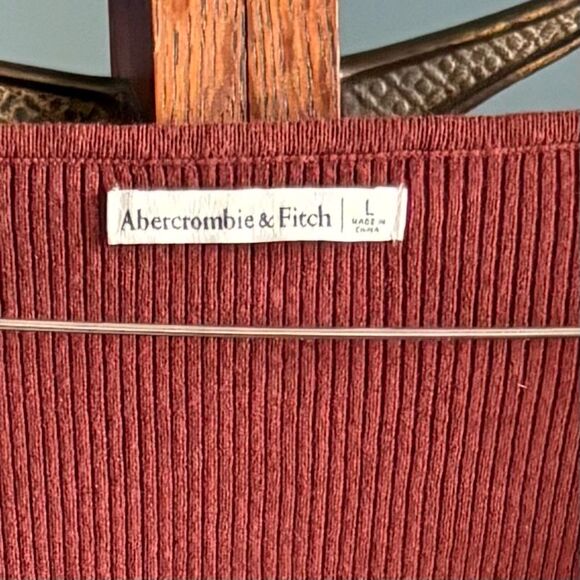 Abercrombie & Fitch
L
MADE IN
CHINA